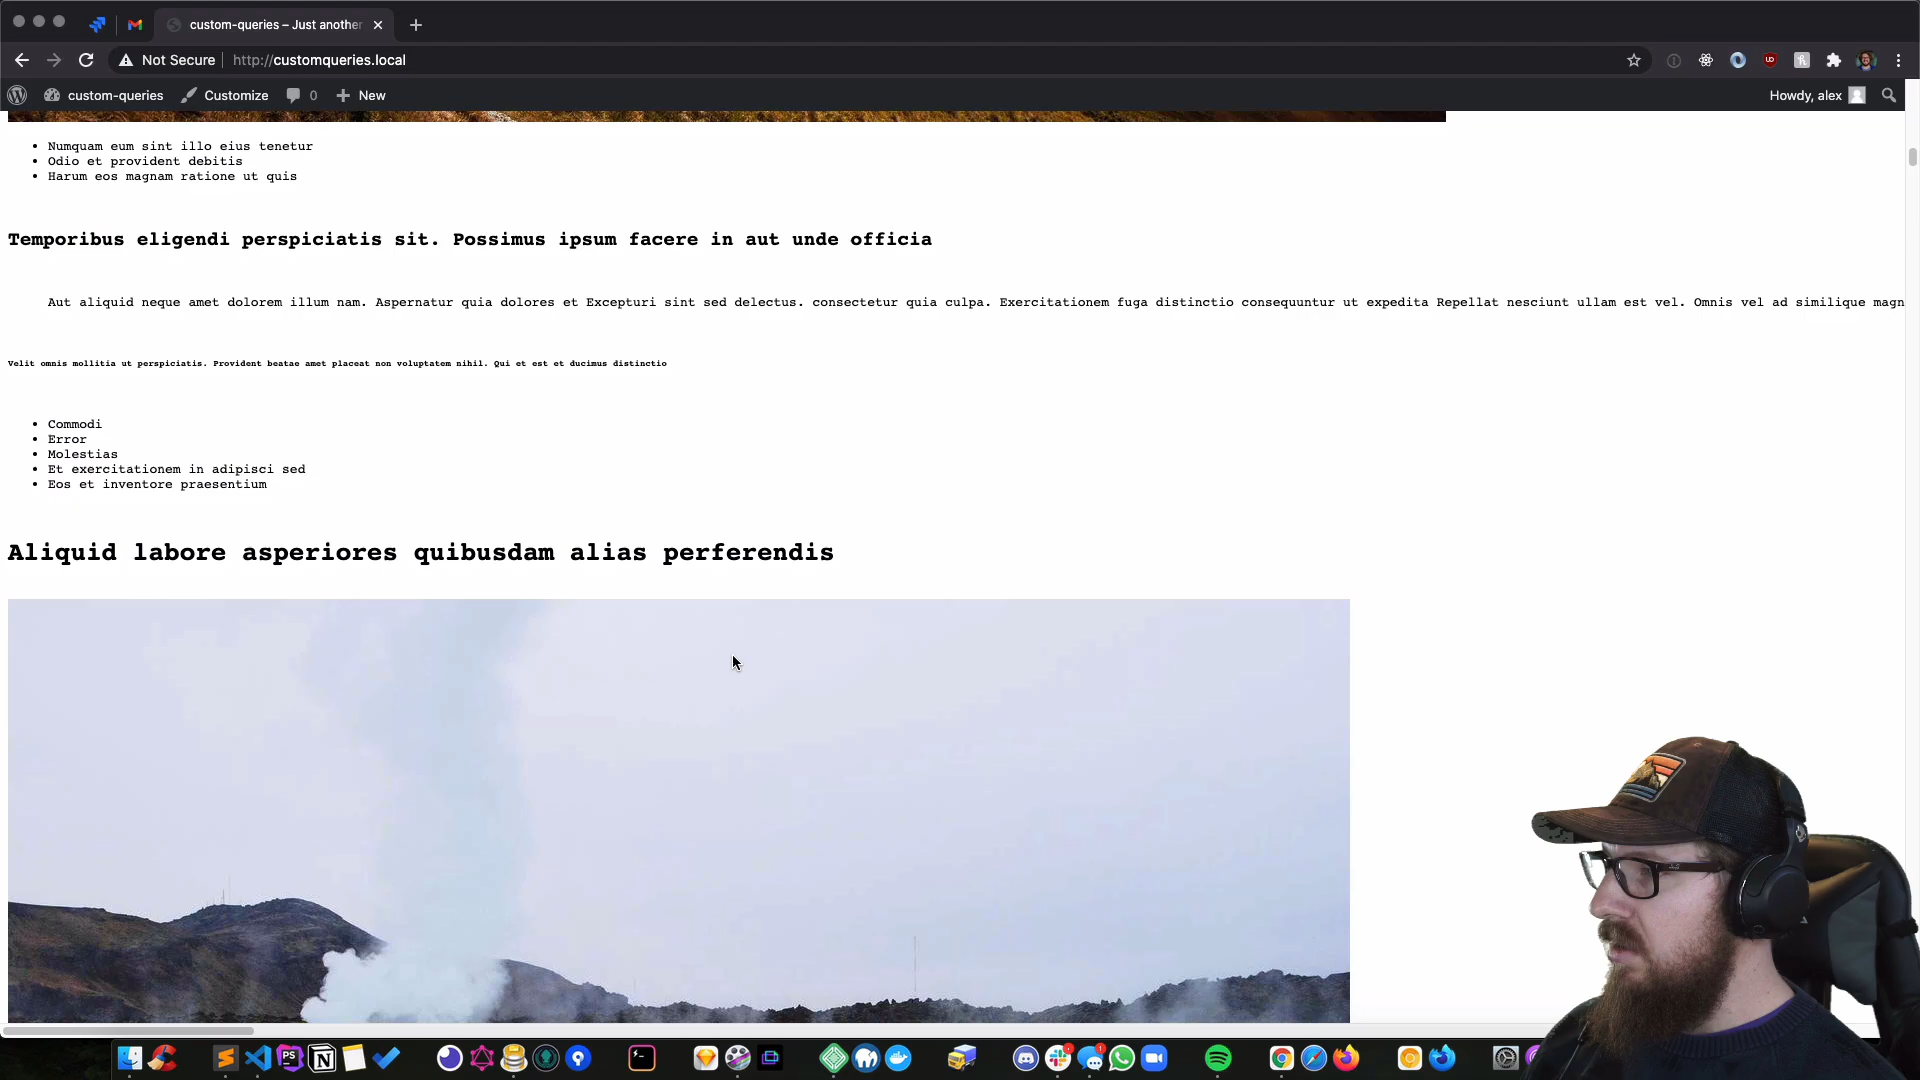 custom-queries – Just another
Not Secure
http://customqueries.local
custom-queries
Customize
0
New
Howdy, alex
Numquam eum sint illo eius tenetur
Odio et provident debitis
Harum eos magnam ratione ut quis
Temporibus eligendi perspiciatis sit. Possimus ipsum facere in aut unde officia
Aut aliquid neque amet dolorem illum nam. Aspernatur quia dolores et Excepturi sint sed delectus. consectetur quia culpa. Exercitationem fuga distinctio consequuntur ut expedita Repellat nesciunt ullam est vel. Omnis vel ad similique magn
Velit omnis mollitia ut perspiciatis. Provident beatae amet placeat non voluptatem nihil. Qui et est et ducimus distinctio
Commodi
Error
Molestias
Et exercitationem in adipisci sed
Eos et inventore praesentium
Aliquid labore asperiores quibusdam alias perferendis
PS